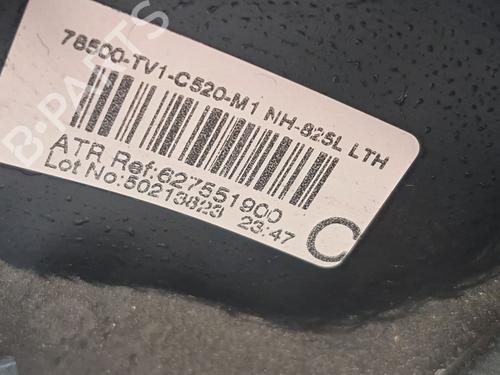 78500-TV1-C520-M1 NH-825L LTH
ATR Ref:627551900
Lot No:50213823 23:47
C
B-PARTS